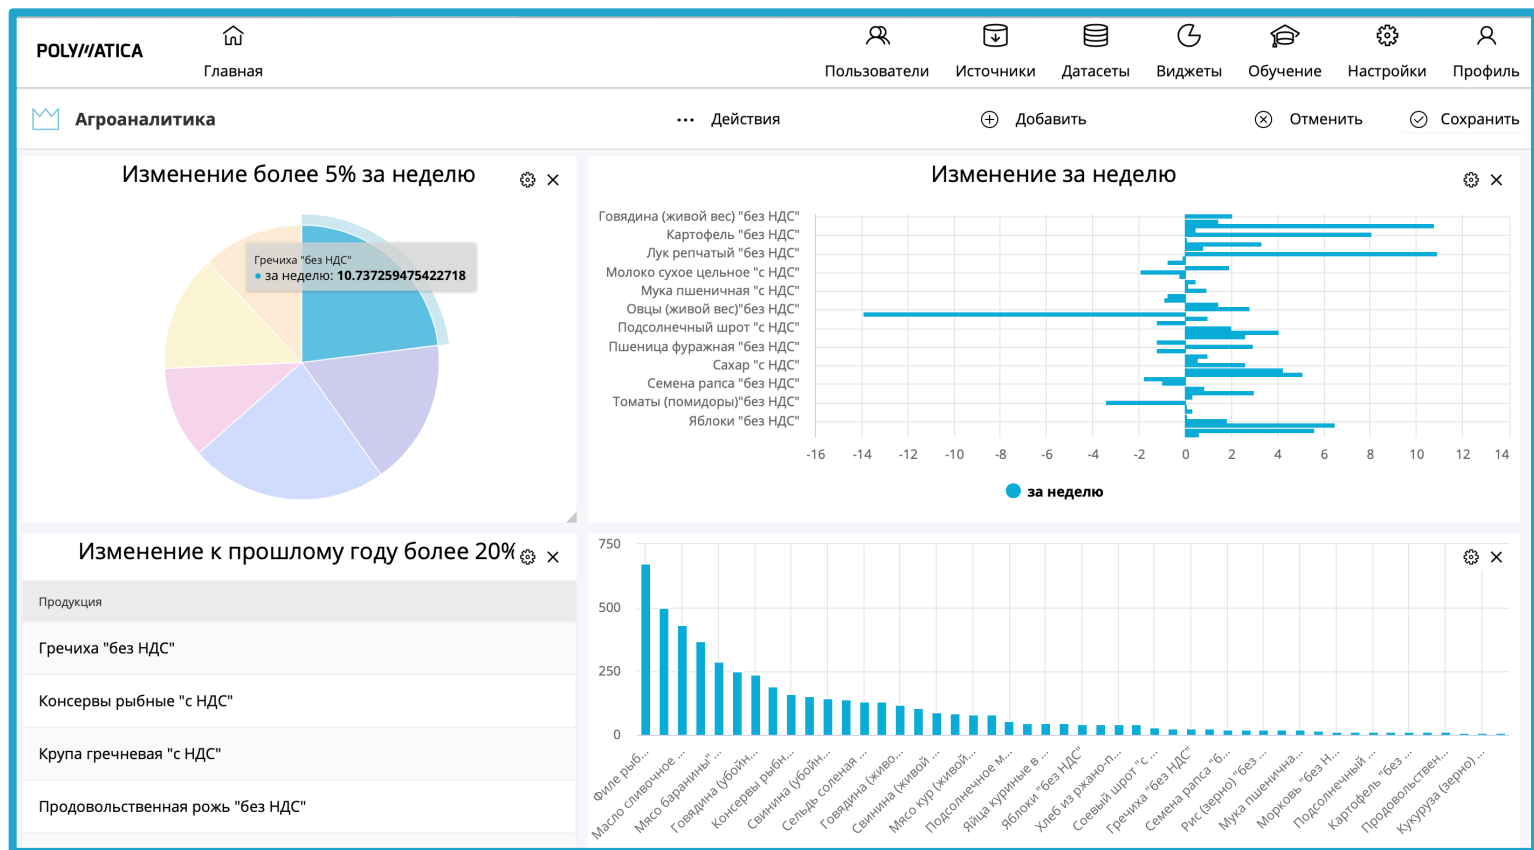 POLYMATICA
Главная
Пользователи
Источники
Датасеты
Виджеты
Обучение
Настройки
Профиль
Агроаналитика
Действия
Добавить
Отменить
Сохранить
Изменение более 5% за неделю
Гречиха "без НДС"
за неделю: 10.737259475422718
Изменение за неделю
Говядина (живой вес) "без НДС"
Картофель "без НДС"
Лук репчатый "без НДС"
Молоко сухое цельное "с НДС"
Мука пшеничная "с НДС"
Овцы (живой вес)"без НДС"
Подсолнечный шрот "с НДС"
Пшеница фуражная "без НДС"
Сахар "с НДС"
Семена рапса "без НДС"
Томаты (помидоры)"без НДС"
Яблоки "без НДС"
-16 -14 -12 -10 -8 -6 -4 -2 0 2 4 6 8 10 12 14
за неделю
Изменение к прошлому году более 20%
Продукция
Гречиха "без НДС"
Консервы рыбные "с НДС"
Крупа гречневая "с НДС"
Продовольственная рожь "без НДС"
750
500
250
0
Филе рыб...
Масло сливочное ...
Мясо баранины"...
Говядина (убойн...
Консервы рыбн...
Свинина (убойн...
Сельдь соленая ...
Говядина (живо...
Свинина (живой ...
Мясо кур (живой...
Подсолнечное м...
Яйца куриные в ...
Яблоки "без НДС"
Хлеб из ржано-п...
Соевый шрот "с ...
Гречиха "без НДС"
Семена рапса "б...
Рис (зерно) "без ...
Мука пшенична...
Морковь "без Н...
Подсолнечный ...
Картофель "без ...
Продовольствен...
Кукуруза (зерно) ...